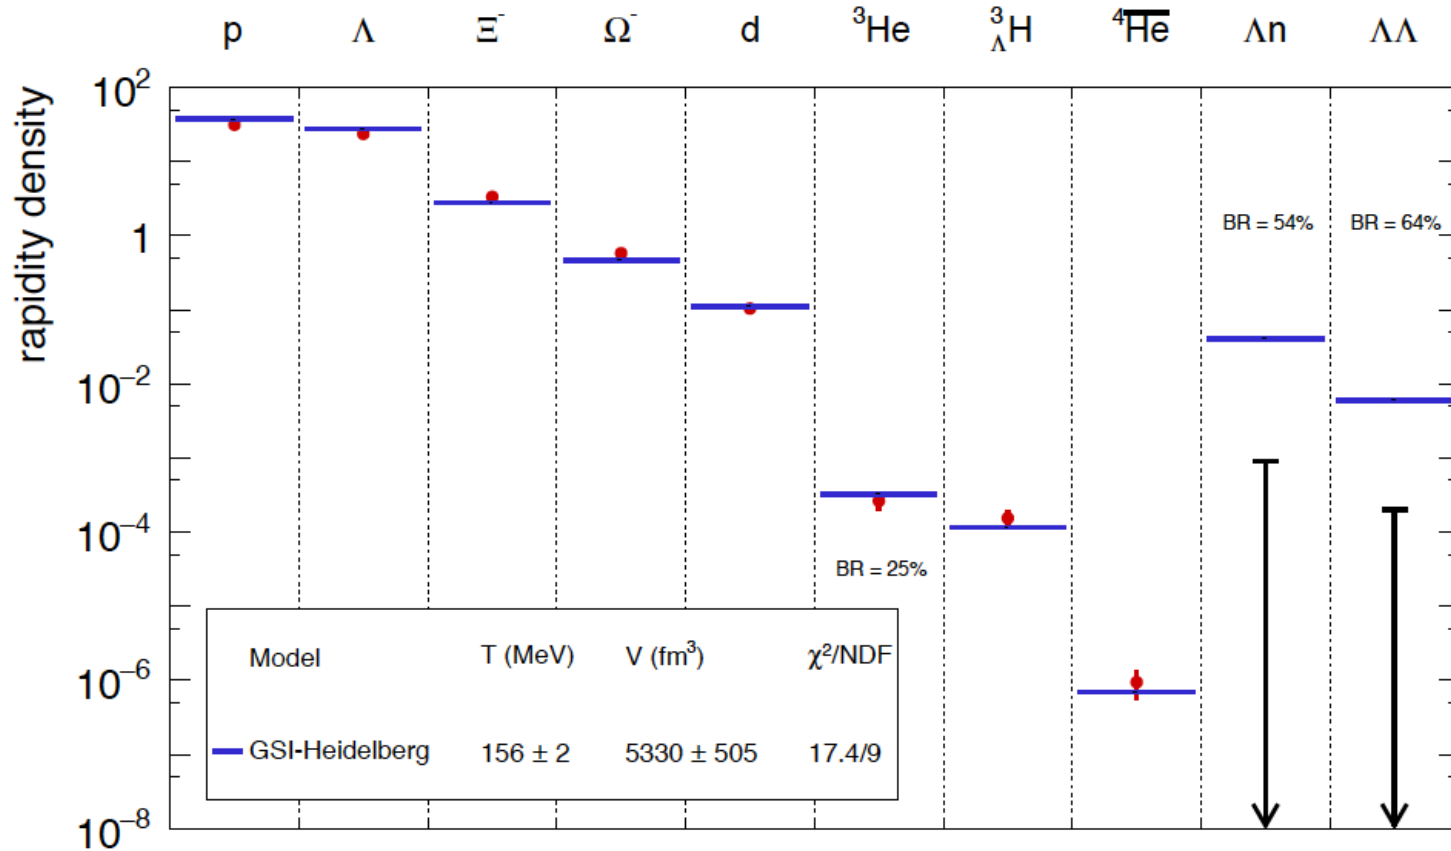 p Λ Ξ⁻ Ω⁻ d ³He ³ΛH ⁴H̅e̅ Λn ΛΛ
rapidity density
10²
1
BR = 54% BR = 64%
10⁻²
10⁻⁴
BR = 25%
Model T (MeV) V (fm³) χ²/NDF
10⁻⁶
GSI-Heidelberg 156 ± 2 5330 ± 505 17.4/9
10⁻⁸